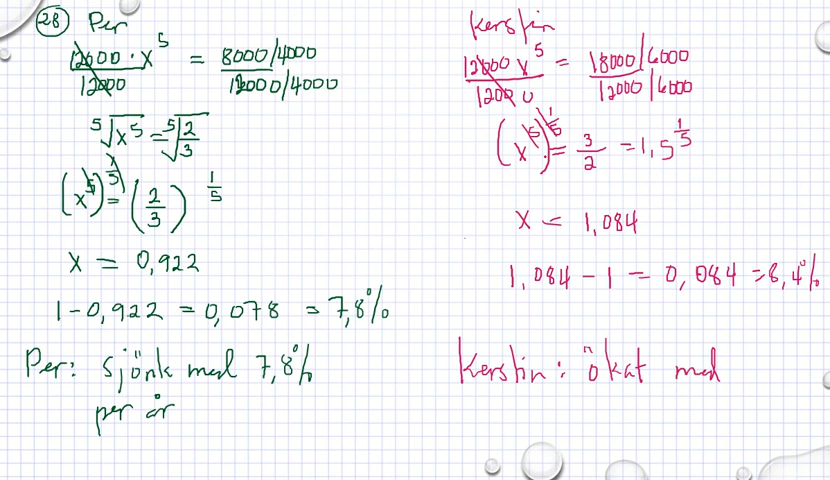 28 Per
12000 · x^5 / 12000 = 8000/4000 / 12000/4000
⁵√x^5 = ⁵√2/3
(x^5)^1/5 = (2/3)^1/5
x = 0,922
1 - 0,922 = 0,078 = 7,8%
Per: sjönk med 7,8%
per år
Kerstin
12000 x^5 / 12000 = 18000/6000 / 12000/6000
(x^5)^1/5 · = 3/2 = 1,5^1/5
x = 1,084
1,084 - 1 = 0,084 = 8,4%
Kerstin: ökat med